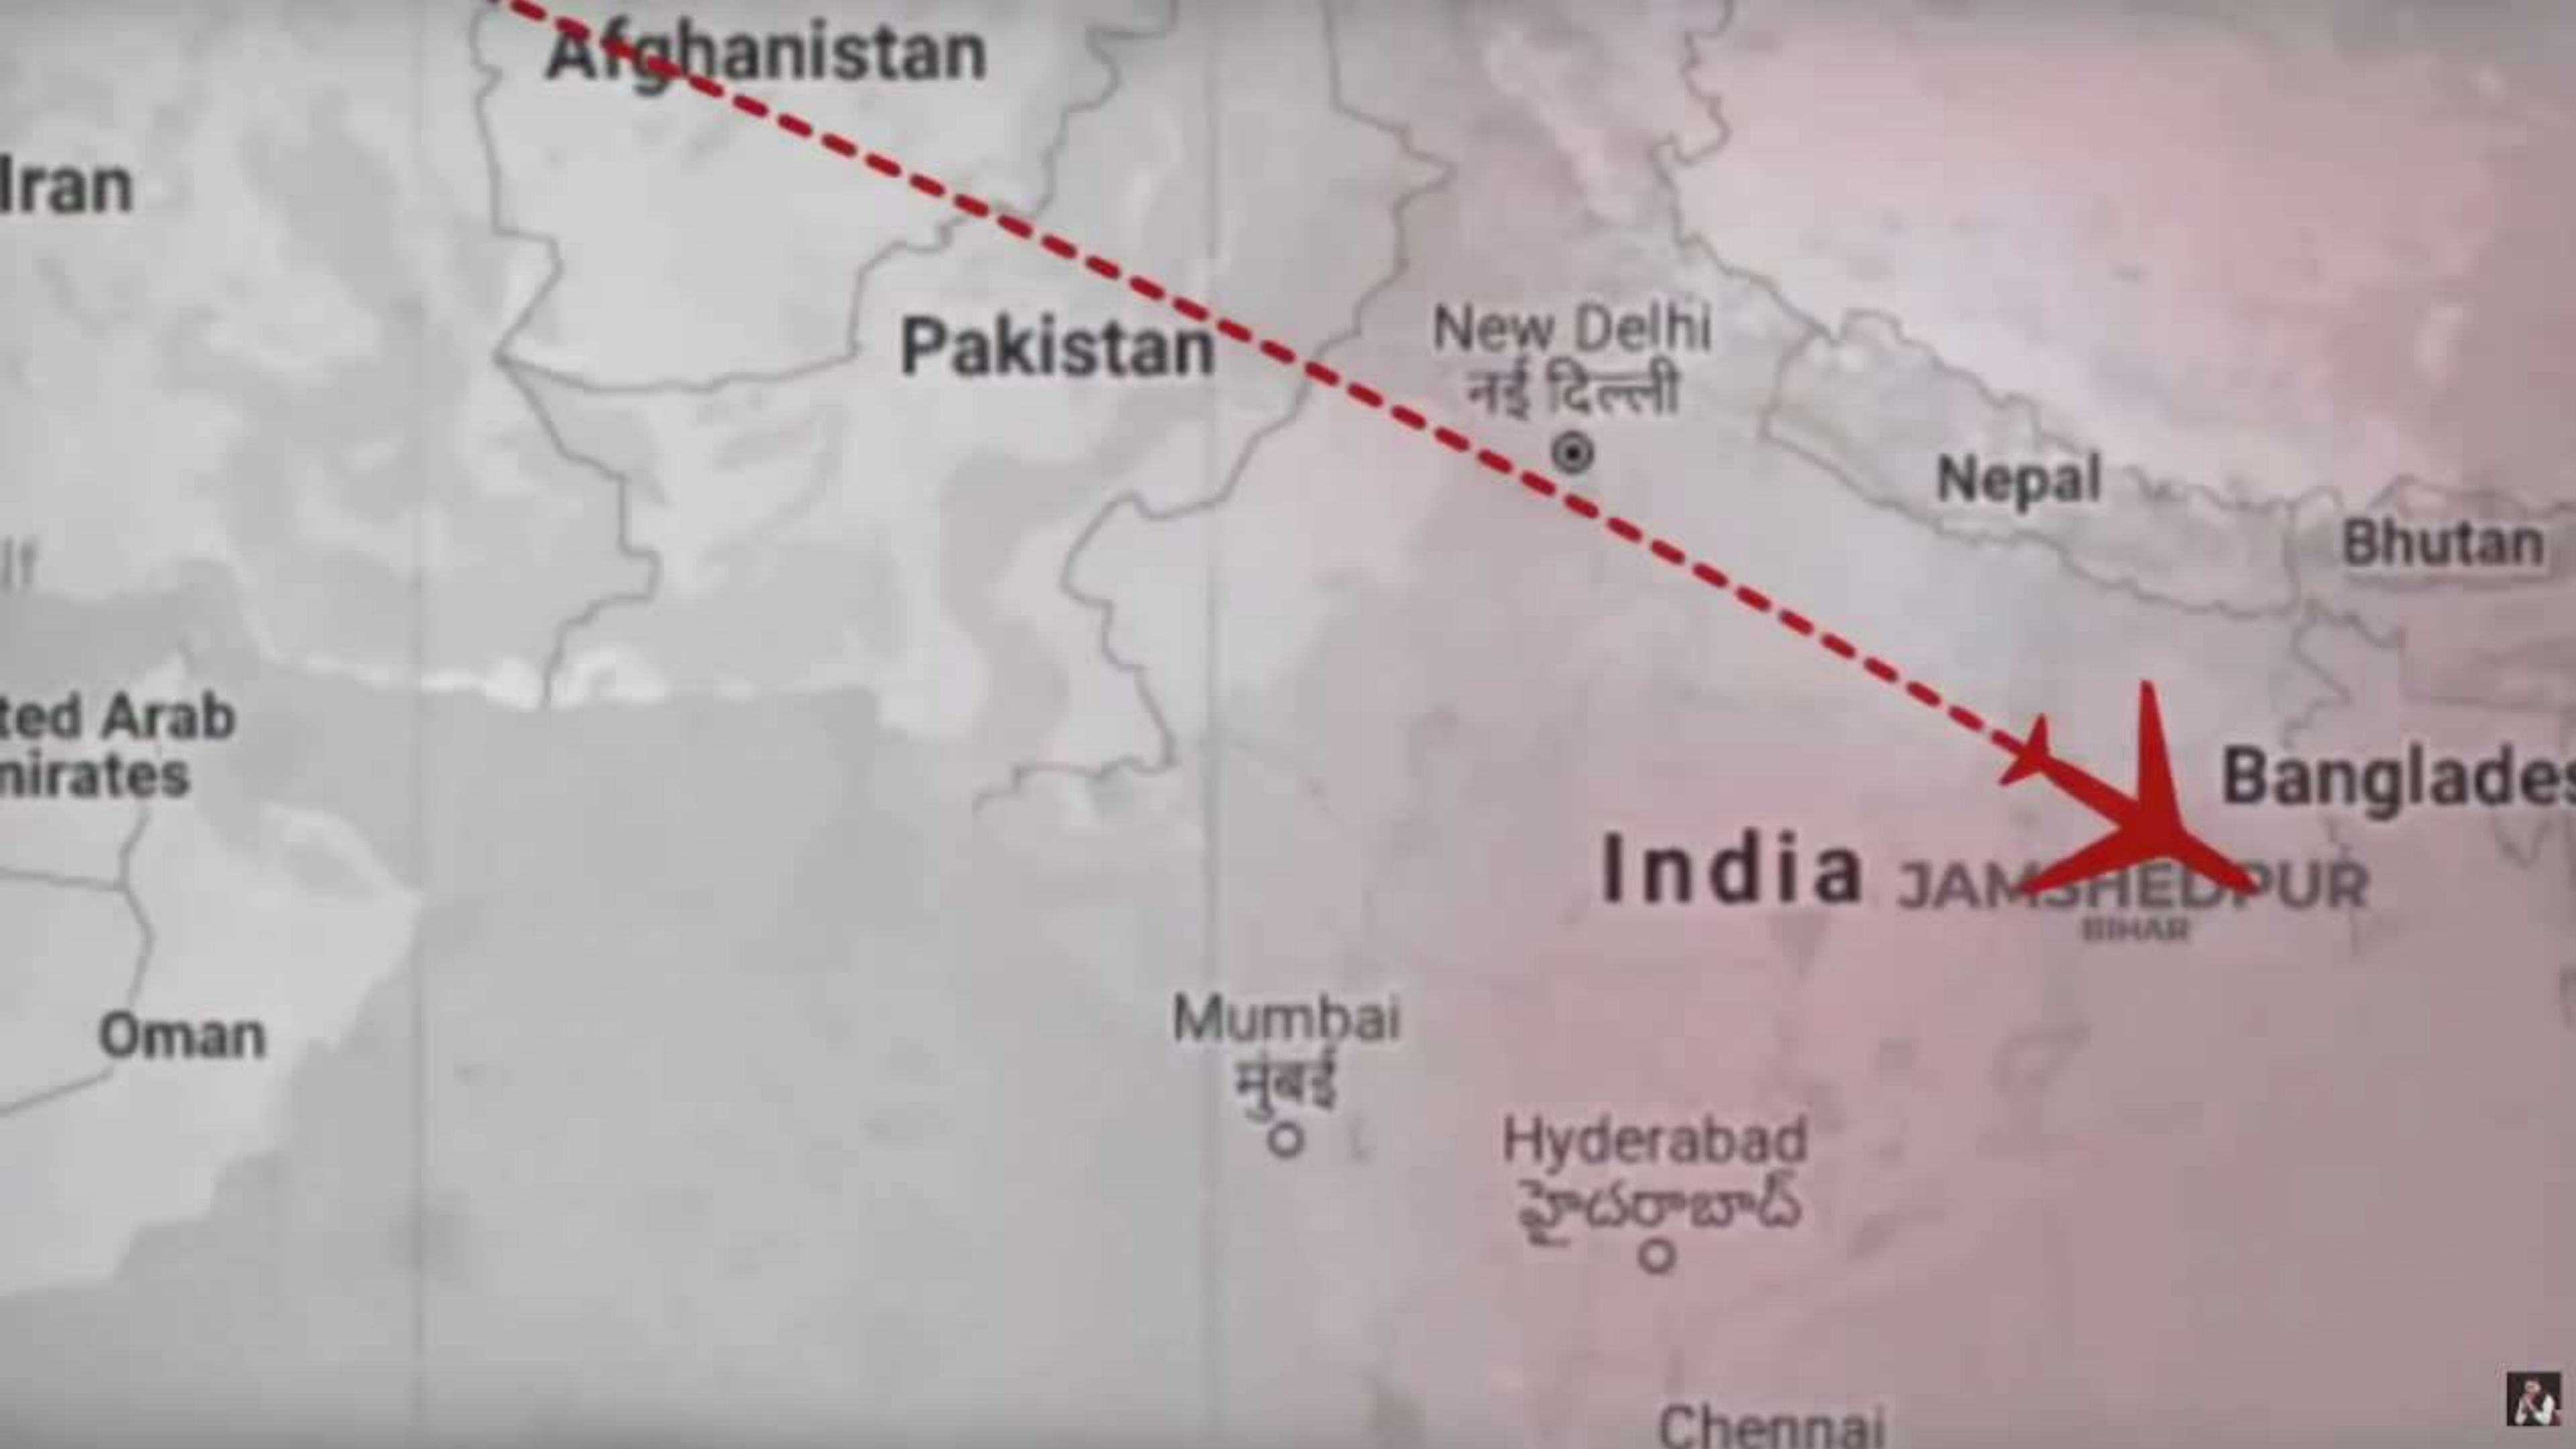 Afghanistan
Iran
New Delhi
नई दिल्ली
Pakistan
Nepal
Bhutan
lf
ted Arab
mirates
Banglades
India
JAMSHEDPUR
BIHAR
Oman
Mumbai
मुंबई
Hyderabad
హైదరాబాద్
Chennai